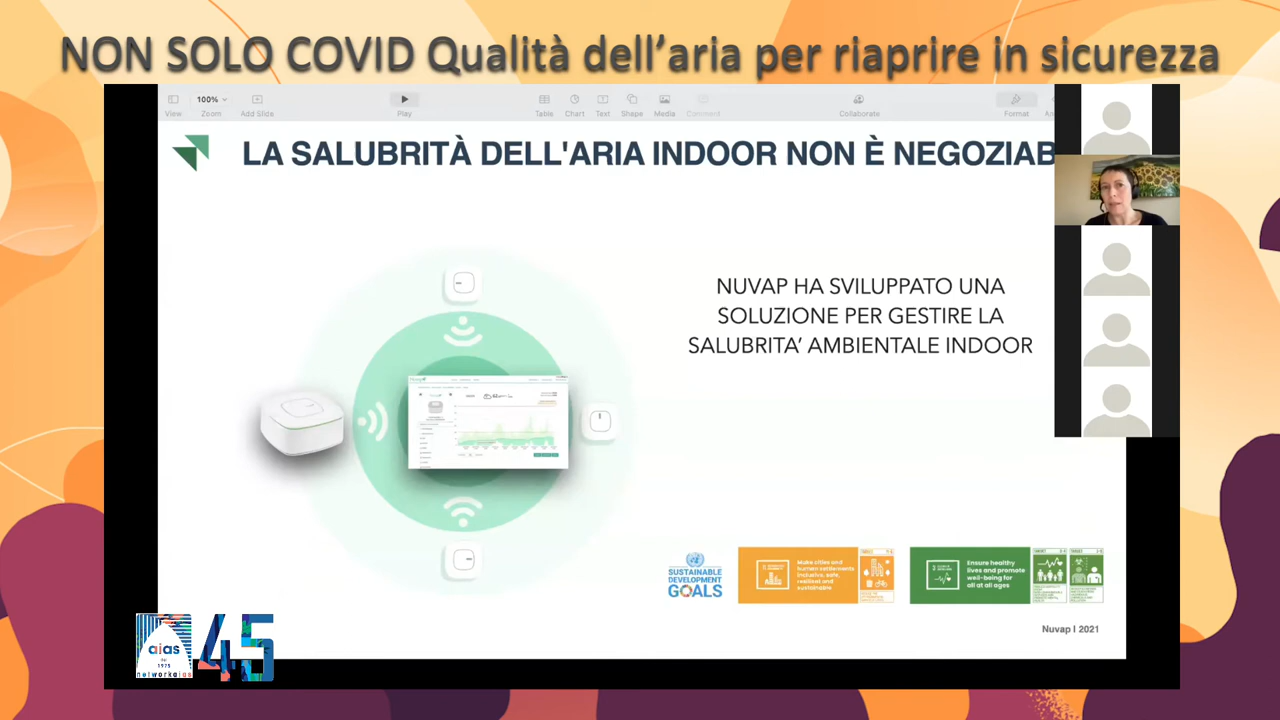 NON SOLO COVID Qualità dell'aria per riaprire in sicurezza
100%
View
Zoom
Add Slide
Play
Table
Chart
Text
Shape
Media
Comment
Collaborate
Format
LA SALUBRITÀ DELL'ARIA INDOOR NON È NEGOZIAB
NUVAP HA SVILUPPATO UNA
SOLUZIONE PER GESTIRE LA
SALUBRITA' AMBIENTALE INDOOR
SUSTAINABLE
DEVELOPMENT
GOALS
Make cities and
human settlements
inclusive, safe,
resilient and
sustainable
Ensure healthy
lives and promote
well-being for
all at all ages
Nuvap | 2021
aias
1975
networkaias
45